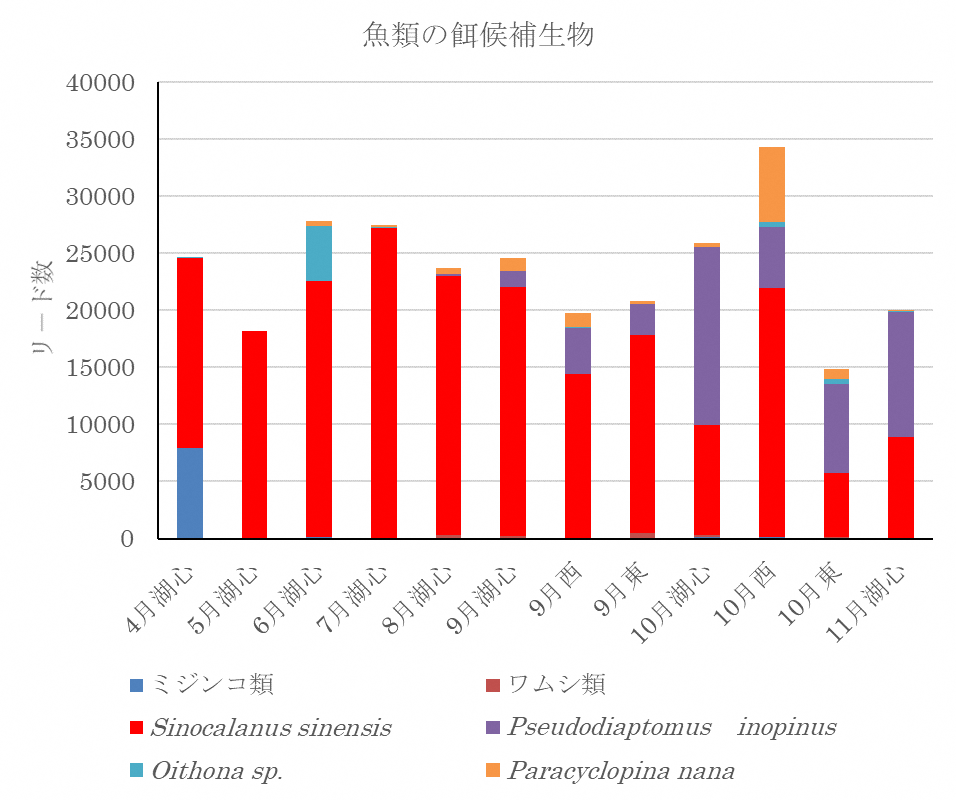 魚類の餌候補生物
40000
35000
30000
25000
20000
15000
10000
5000
0
リード数
4月湖心
5月湖心
6月湖心
7月湖心
8月湖心
9月湖心
9月西
9月東
10月湖心
10月西
10月東
11月湖心
ミジンコ類 ワムシ類
Sinocalanus sinensis Pseudodiaptomus　inopinus
Oithona sp. Paracyclopina nana